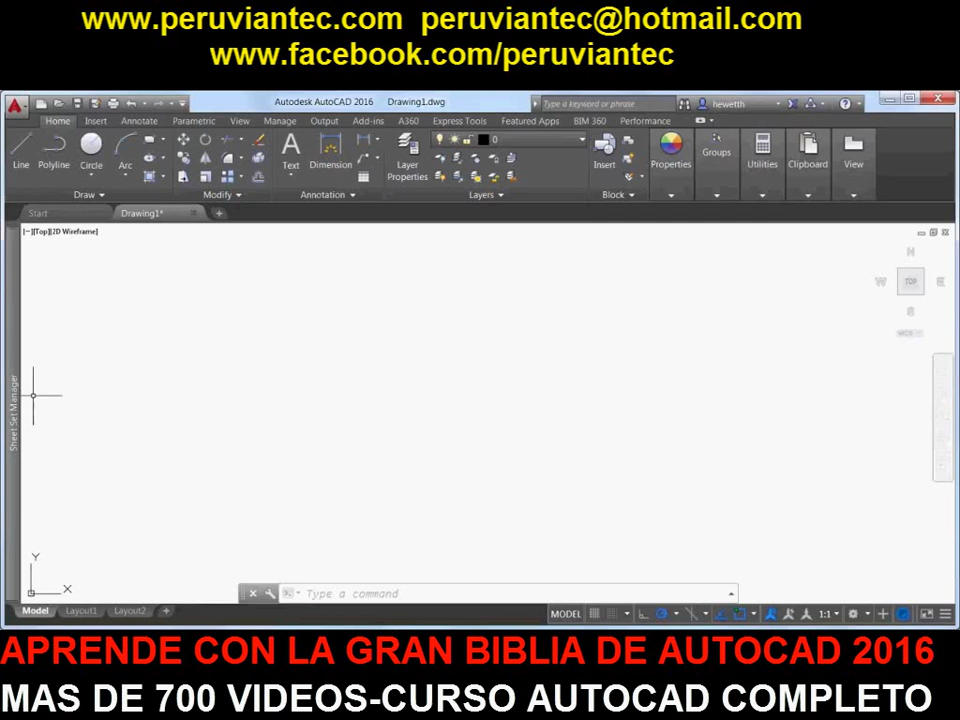 www.peruviantec.com peruviantec@hotmail.com
www.facebook.com/peruviantec
Autodesk AutoCAD 2016 Drawing1.dwg
Type a keyword or phrase
hewetth
Home Insert Annotate Parametric View Manage Output Add-ins A360 Express Tools Featured Apps BIM 360 Performance
Line Polyline Circle Arc Text Dimension Layer Properties 0 Insert Properties Groups Utilities Clipboard View
Draw Modify Annotation Layers Block
Start Drawing1*
[−][Top][2D Wireframe]
N
W TOP E
S
Sheet Set Manager
Y
X
Type a command
Model Layout1 Layout2
MODEL 1:1
APRENDE CON LA GRAN BIBLIA DE AUTOCAD 2016
MAS DE 700 VIDEOS-CURSO AUTOCAD COMPLETO